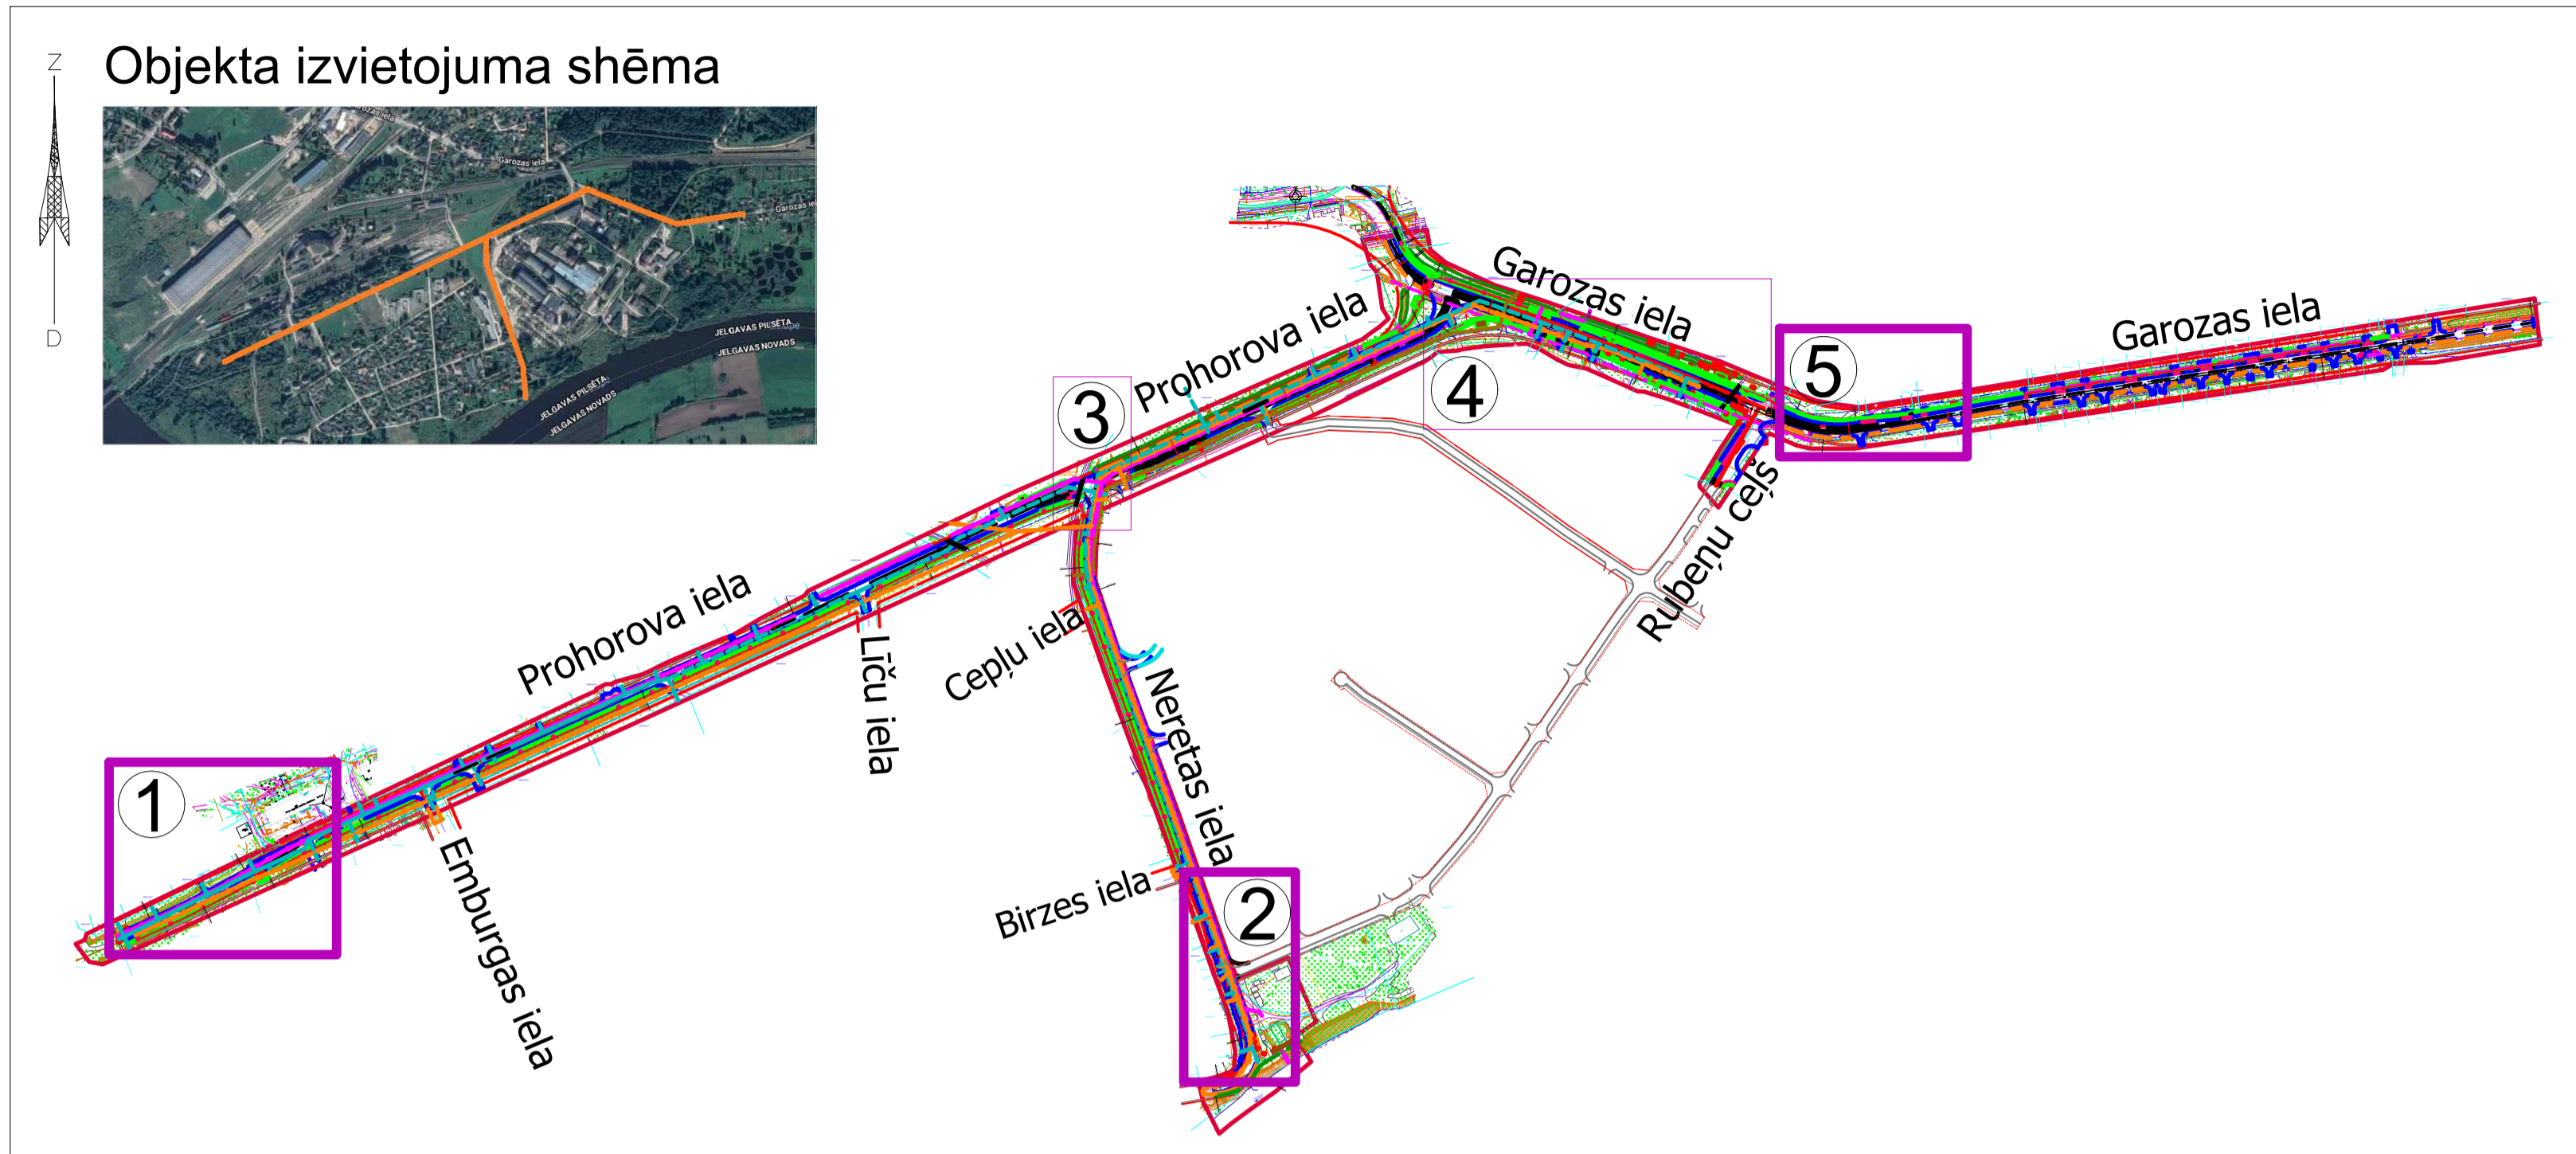 Z
Objekta izvietojuma shēma
D
Garozas iela
JELGAVAS PILSĒTA
JELGAVAS NOVADS
JELGAVAS PILSĒTA
JELGAVAS NOVADS
Garozas iela
Garozas iela
Prohorova iela
5
4
3
Rubeņu ceļš
Prohorova iela
Līču iela
Cepļu iela
Neretas iela
1
Emburgas iela
Birzes iela
2